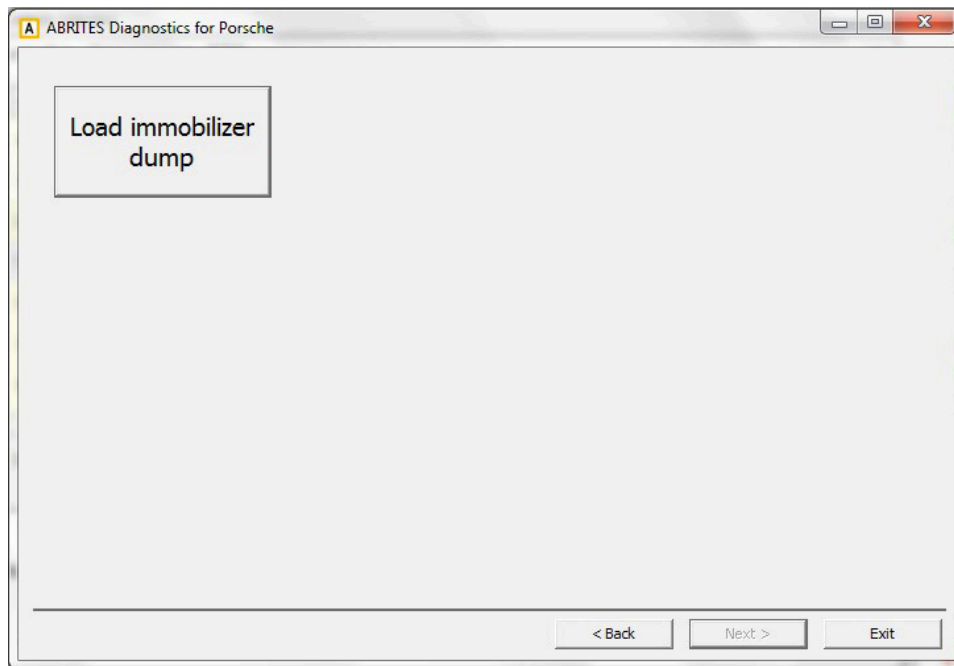 A ABRITES Diagnostics for Porsche
Load immobilizer
dump
< Back Next > Exit